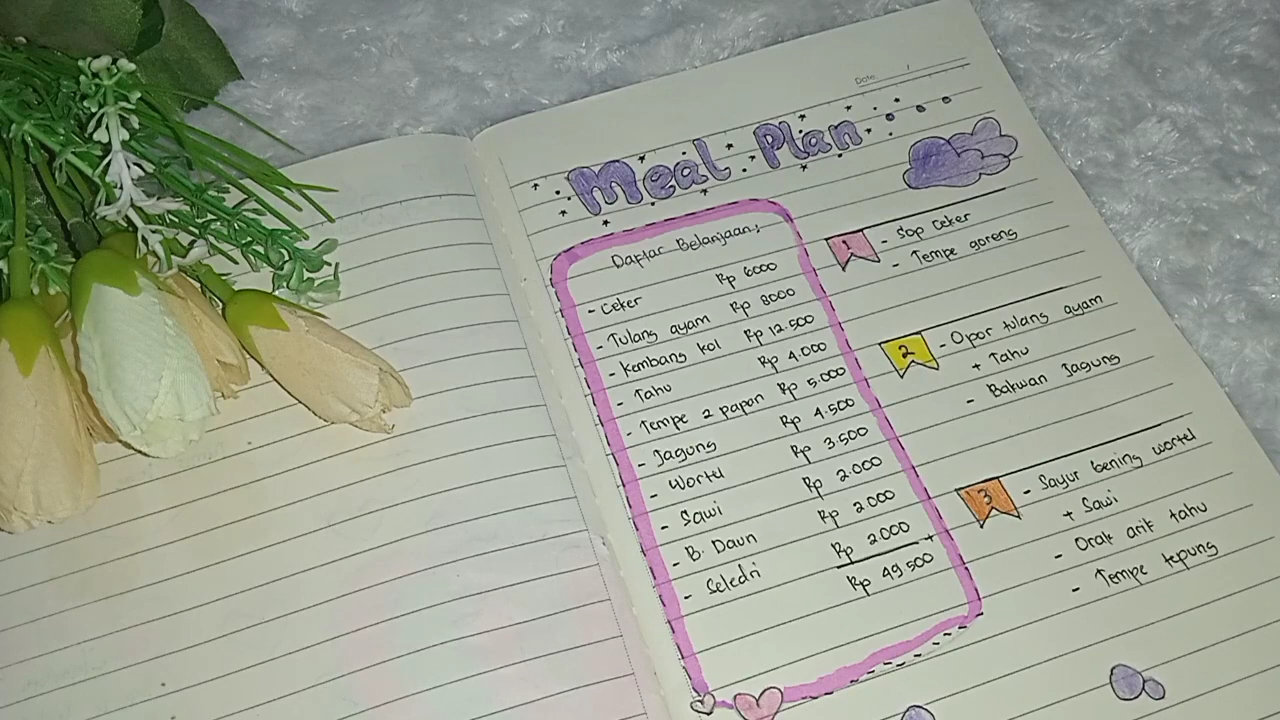 Date: /
Meal Plan
Daftar Belanjaan:
- Ceker Rp 6000
- Tulang ayam Rp 8000
- Kembang kol Rp 12.500
- Tahu Rp 4.000
- Tempe 2 papan Rp 5.000
- Jagung Rp 4.500
- Wortel Rp 3.500
- Sawi Rp 2.000
- B. Daun Rp 2.000
- Seledri Rp 2.000 +
Rp 49.500
1 - Sop Ceker
- Tempe goreng
2 - Opor tulang ayam
+ Tahu
- Bakwan Jagung
3 - Sayur bening wortel
+ Sawi
- Orak arik tahu
- Tempe tepung